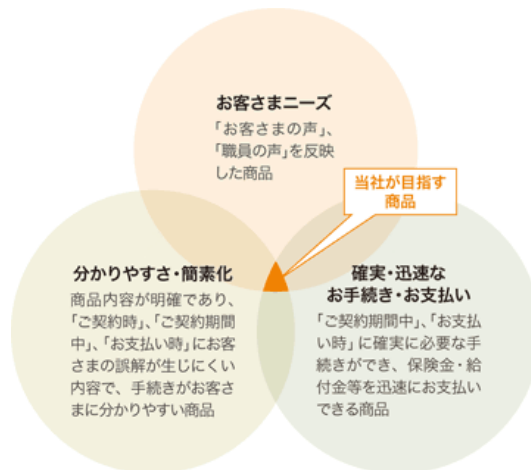 お客さまニーズ
「お客さまの声」、
「職員の声」を反映
した商品
当社が目指す
商品
分かりやすさ・簡素化
商品内容が明確であり、
「ご契約時」、「ご契約期間
中」、「お支払い時」にお客
さまの誤解が生じにくい
内容で、手続きがお客さ
まに分かりやすい商品
確実・迅速な
お手続き・お支払い
「ご契約期間中」、「お支払
い時」に確実に必要な手
続きができ、保険金・給
付金等を迅速にお支払い
できる商品